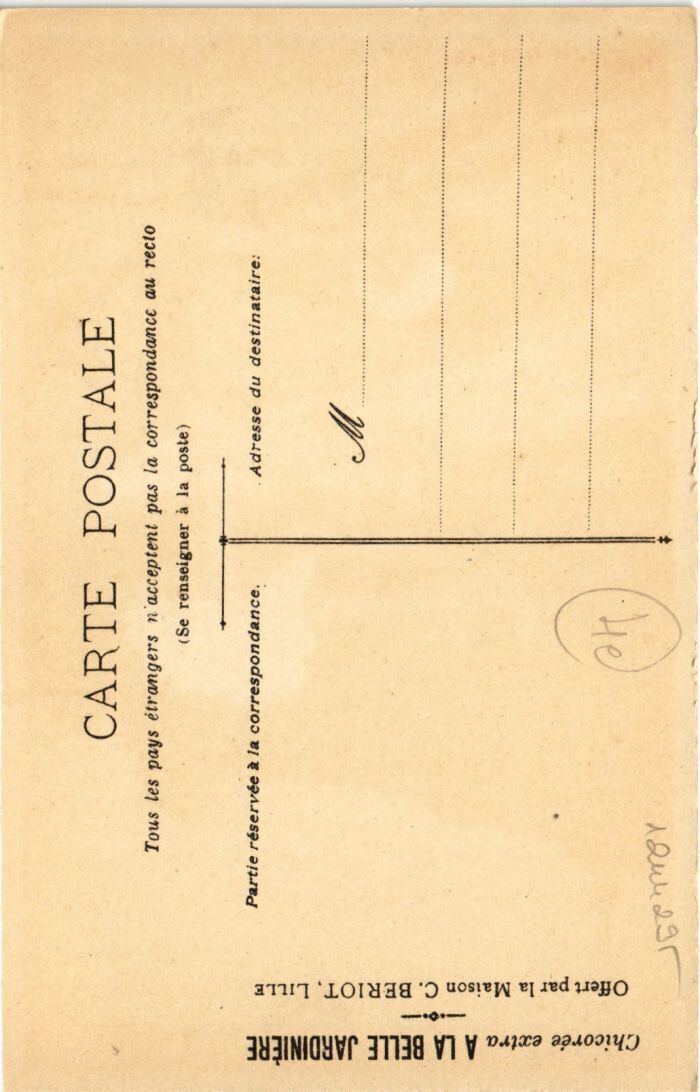 CARTE POSTALE
Tous les pays étrangers n'acceptent pas la correspondance au recto
(Se renseigner à la poste)
Partie réservée à la correspondance.
Adresse du destinataire:
M
Chicorée extra A LA BELLE JARDINIÈRE
Offert par la Maison C. BERIOT, LILLE